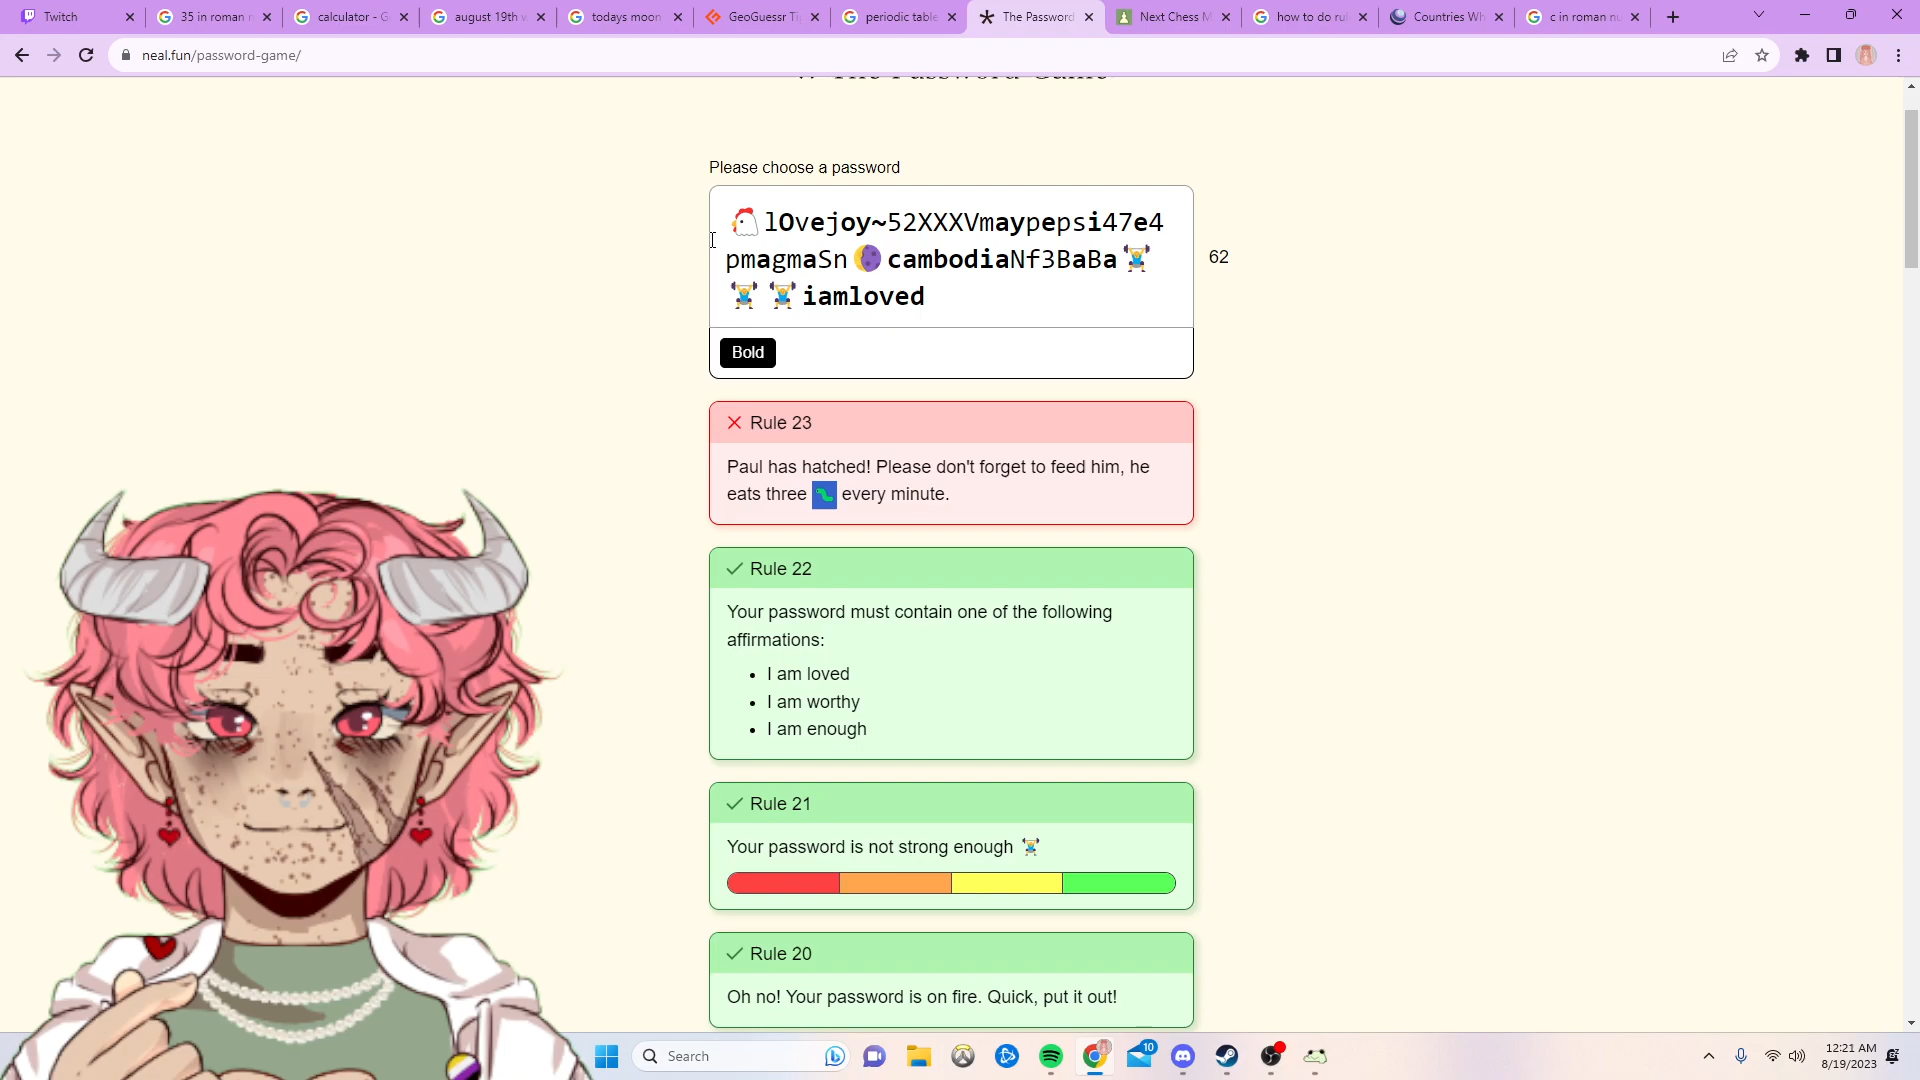 Twitch
35 in roman n
calculator - G
august 19th w
todays moon
GeoGuessr Ti
periodic table
The Password
Next Chess M
how to do ru
Countries Wh
c in roman nu
neal.fun/password-game/
The Password Game
Please choose a password
🐔lOvejoy~52XXXVmaypepsi47e4
pmagmaSn🌖cambodiaNf3BaBa🏋️‍♂️
🏋️‍♂️🏋️‍♂️iamloved
62
Bold
Rule 23
Paul has hatched! Please don't forget to feed him, he
eats three 🐛 every minute.
Rule 22
Your password must contain one of the following
affirmations:
• I am loved
• I am worthy
• I am enough
Rule 21
Your password is not strong enough 🏋️‍♂️
Rule 20
Oh no! Your password is on fire. Quick, put it out!
Search
10
12:21 AM
8/19/2023